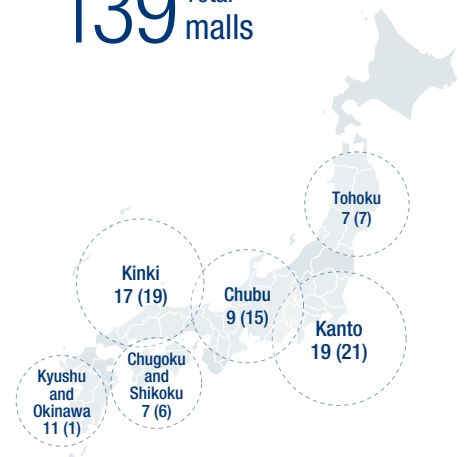 139 Total
malls
Tohoku
7 (7)
Kinki
17 (19)
Chubu
9 (15)
Kanto
19 (21)
Chugoku
and
Shikoku
7 (6)
Kyushu
and
Okinawa
11 (1)